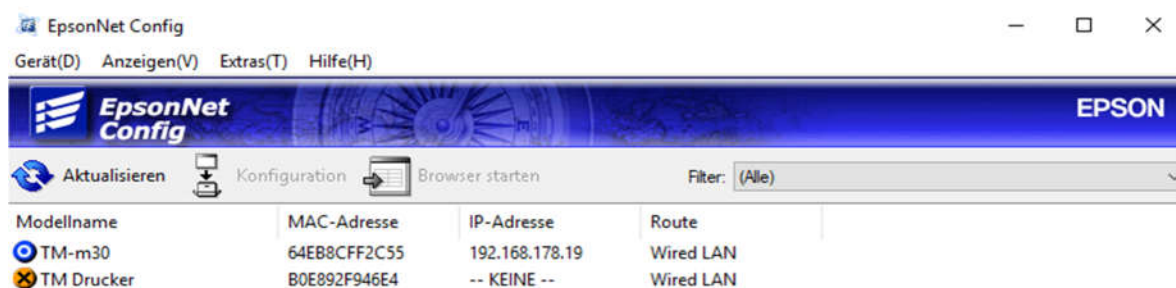 EpsonNet Config
Gerät(D) Anzeigen(V) Extras(T) Hilfe(H)
EpsonNet
Config
EPSON
Aktualisieren Konfiguration Browser starten Filter: (Alle)
Modellname MAC-Adresse IP-Adresse Route
TM-m30 64EB8CFF2C55 192.168.178.19 Wired LAN
TM Drucker B0E892F946E4 -- KEINE -- Wired LAN